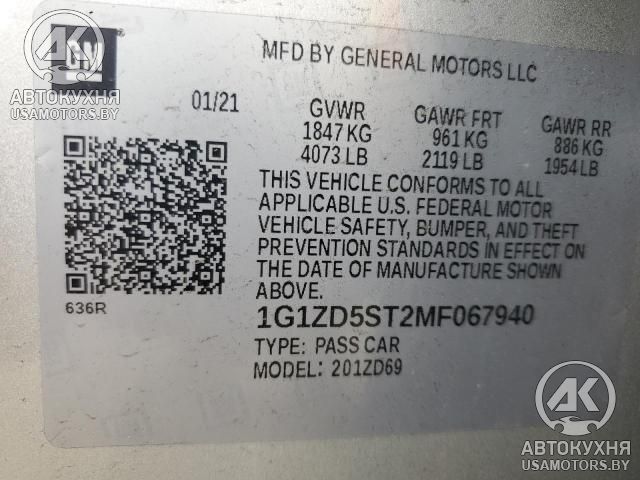 GM
АВТОКУХНЯ
USAMOTORS.BY
MFD BY GENERAL MOTORS LLC
01/21 GVWR GAWR FRT GAWR RR
1847 KG 961 KG 886 KG
4073 LB 2119 LB 1954 LB
THIS VEHICLE CONFORMS TO ALL
APPLICABLE U.S. FEDERAL MOTOR
VEHICLE SAFETY, BUMPER, AND THEFT
PREVENTION STANDARDS IN EFFECT ON
THE DATE OF MANUFACTURE SHOWN
ABOVE.
636R
1G1ZD5ST2MF067940
TYPE: PASS CAR
MODEL: 201ZD69
АК
АВТОКУХНЯ
USAMOTORS.BY